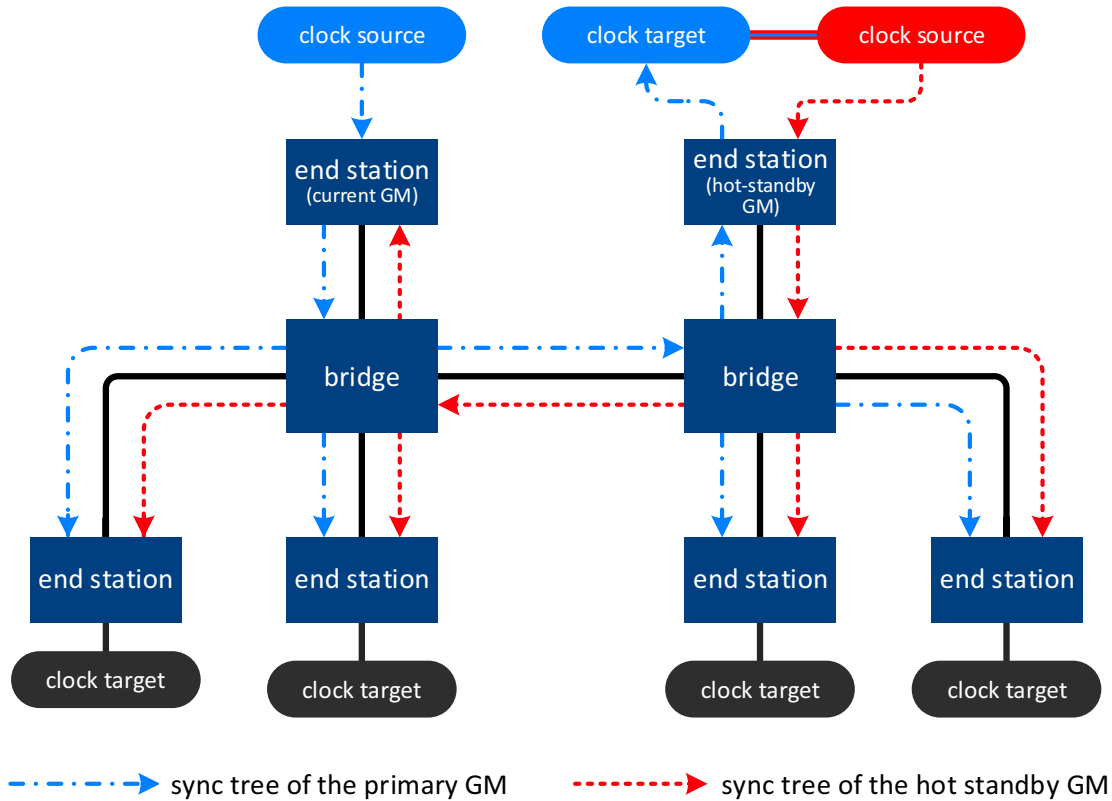 clock source
clock target
clock source
end station
(current GM)
end station
(hot-standby
GM)
bridge
bridge
end station
end station
end station
end station
clock target
clock target
clock target
clock target
sync tree of the primary GM
sync tree of the hot standby GM